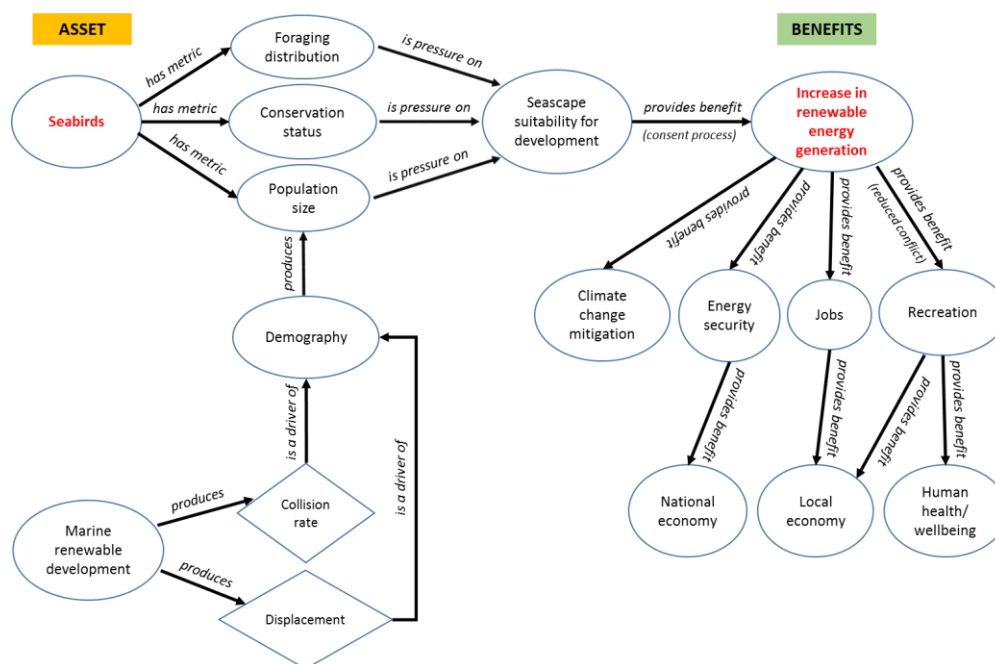 ASSET
BENEFITS
Seabirds
has metric
has metric
has metric
Foraging
distribution
Conservation
status
Population
size
is pressure on
is pressure on
is pressure on
Seascape
suitability for
development
provides benefit
(consent process)
Increase in
renewable
energy
generation
provides benefit
provides benefit
provides benefit
provides benefit
(reduced conflict)
Climate
change
mitigation
Energy
security
Jobs
Recreation
provides benefit
provides benefit
provides benefit
provides benefit
National
economy
Local
economy
Human
health/
wellbeing
produces
Demography
is a driver of
is a driver of
Marine
renewable
development
produces
produces
Collision
rate
Displacement